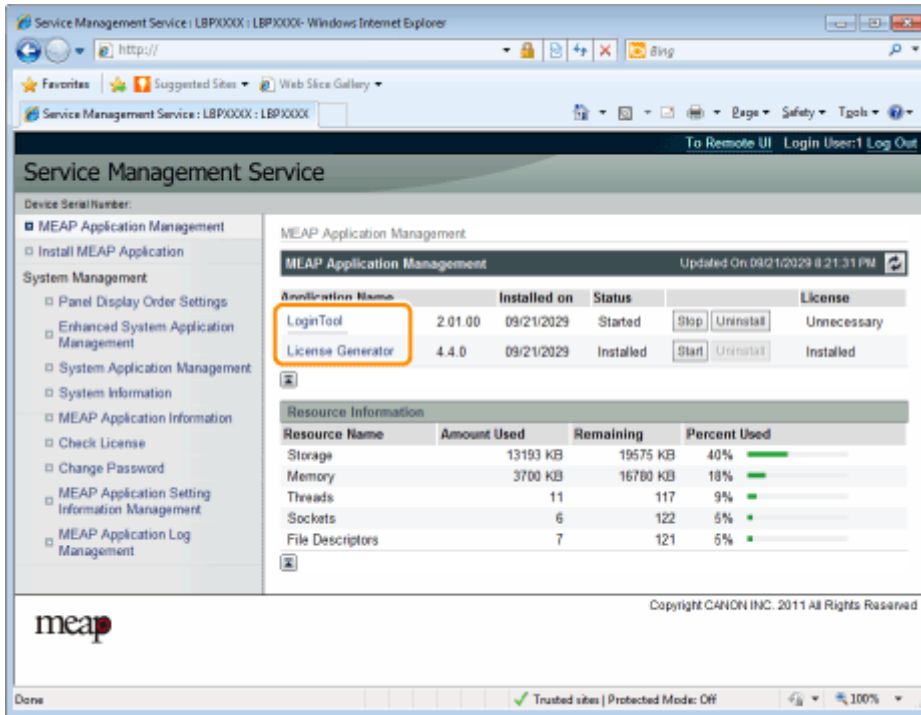 Service Management Service : LBPXXXX : LBPXXXX- Windows Internet Explorer
http://
Bing
Favorites Suggested Sites Web Slice Gallery
Service Management Service : LBPXXXX : LBPXXXX Page Safety Tools
To Remote UI Login User:1 Log Out
Service Management Service
Device Serial Number:
MEAP Application Management
Install MEAP Application
System Management
Panel Display Order Settings
Enhanced System Application
Management
System Application Management
System Information
MEAP Application Information
Check License
Change Password
MEAP Application Setting
Information Management
MEAP Application Log
Management
MEAP Application Management
MEAP Application Management Updated On:09/21/2029 8:21:31 PM
Application Name Installed on Status License
LoginTool 2.01.00 09/21/2029 Started Stop Uninstall Unnecessary
License Generator 4.4.0 09/21/2029 Installed Start Uninstall Installed
Resource Information
Resource Name Amount Used Remaining Percent Used
Storage 13193 KB 19575 KB 40%
Memory 3700 KB 16780 KB 18%
Threads 11 117 9%
Sockets 6 122 5%
File Descriptors 7 121 6%
Copyright CANON INC. 2011 All Rights Reserved
meap
Done Trusted sites | Protected Mode: Off 100%